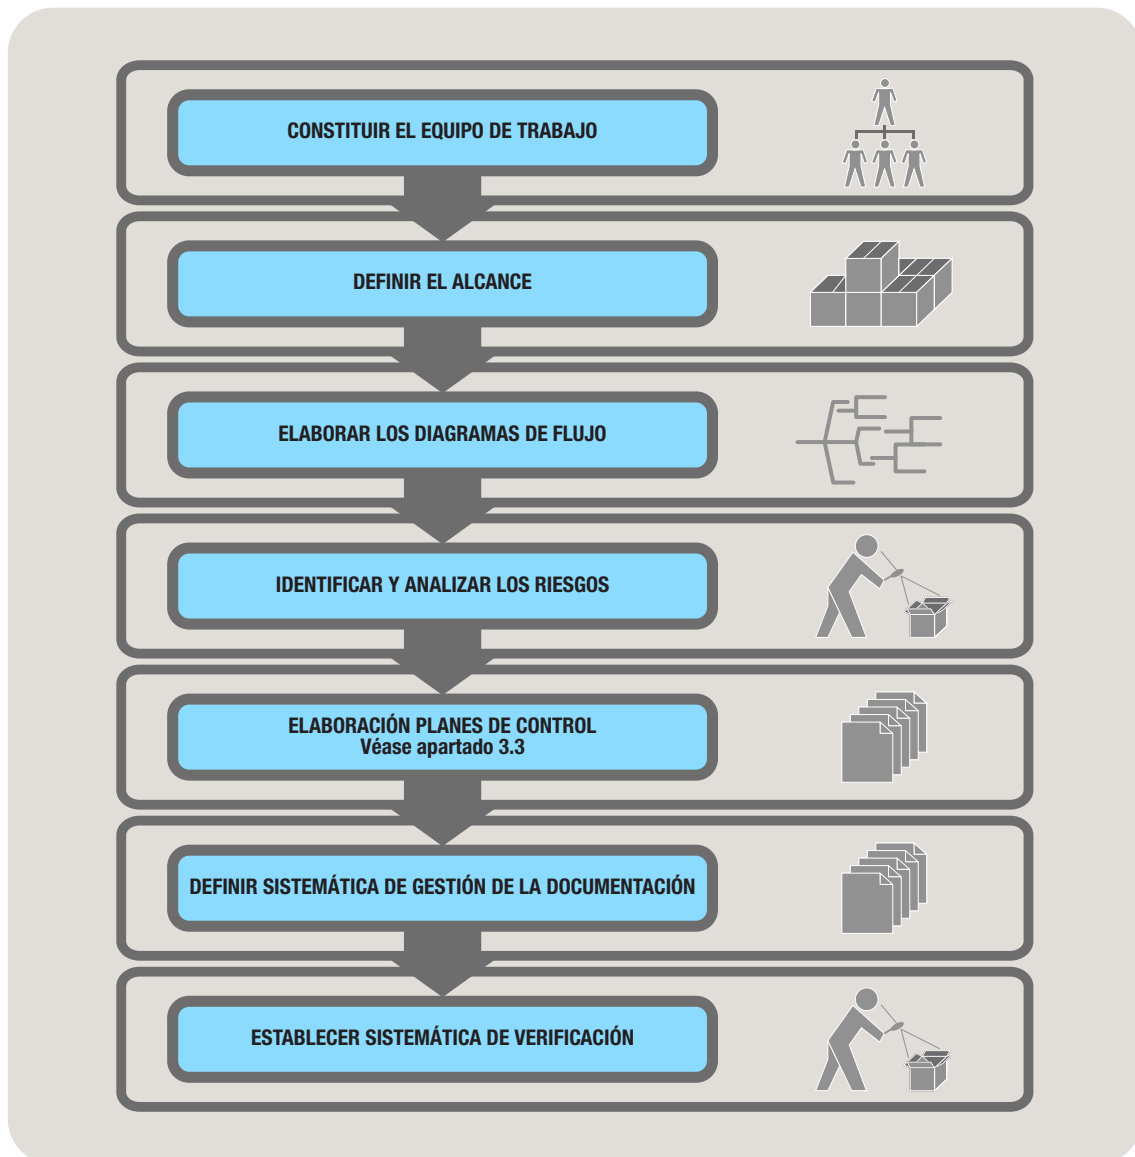 CONSTITUIR EL EQUIPO DE TRABAJO
DEFINIR EL ALCANCE
ELABORAR LOS DIAGRAMAS DE FLUJO
IDENTIFICAR Y ANALIZAR LOS RIESGOS
ELABORACIÓN PLANES DE CONTROL
Véase apartado 3.3
DEFINIR SISTEMÁTICA DE GESTIÓN DE LA DOCUMENTACIÓN
ESTABLECER SISTEMÁTICA DE VERIFICACIÓN